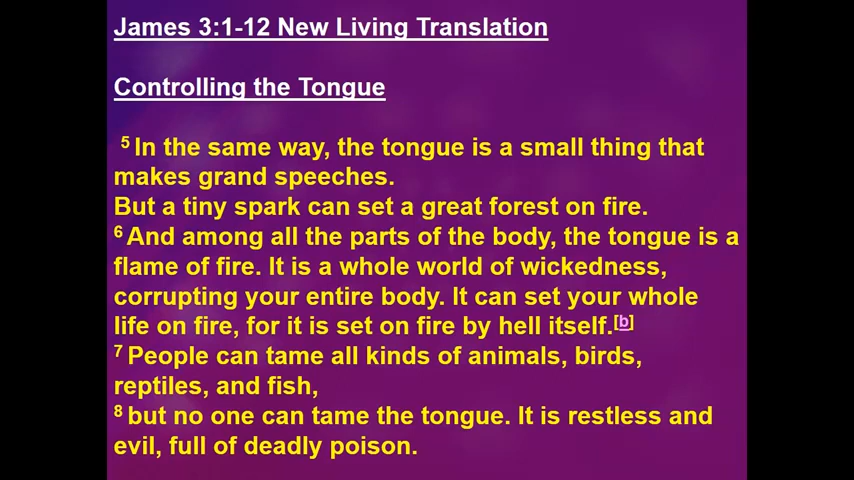 James 3:1-12 New Living Translation
Controlling the Tongue
5 In the same way, the tongue is a small thing that
makes grand speeches.
But a tiny spark can set a great forest on fire.
6 And among all the parts of the body, the tongue is a
flame of fire. It is a whole world of wickedness,
corrupting your entire body. It can set your whole
life on fire, for it is set on fire by hell itself.[b]
7 People can tame all kinds of animals, birds,
reptiles, and fish,
8 but no one can tame the tongue. It is restless and
evil, full of deadly poison.